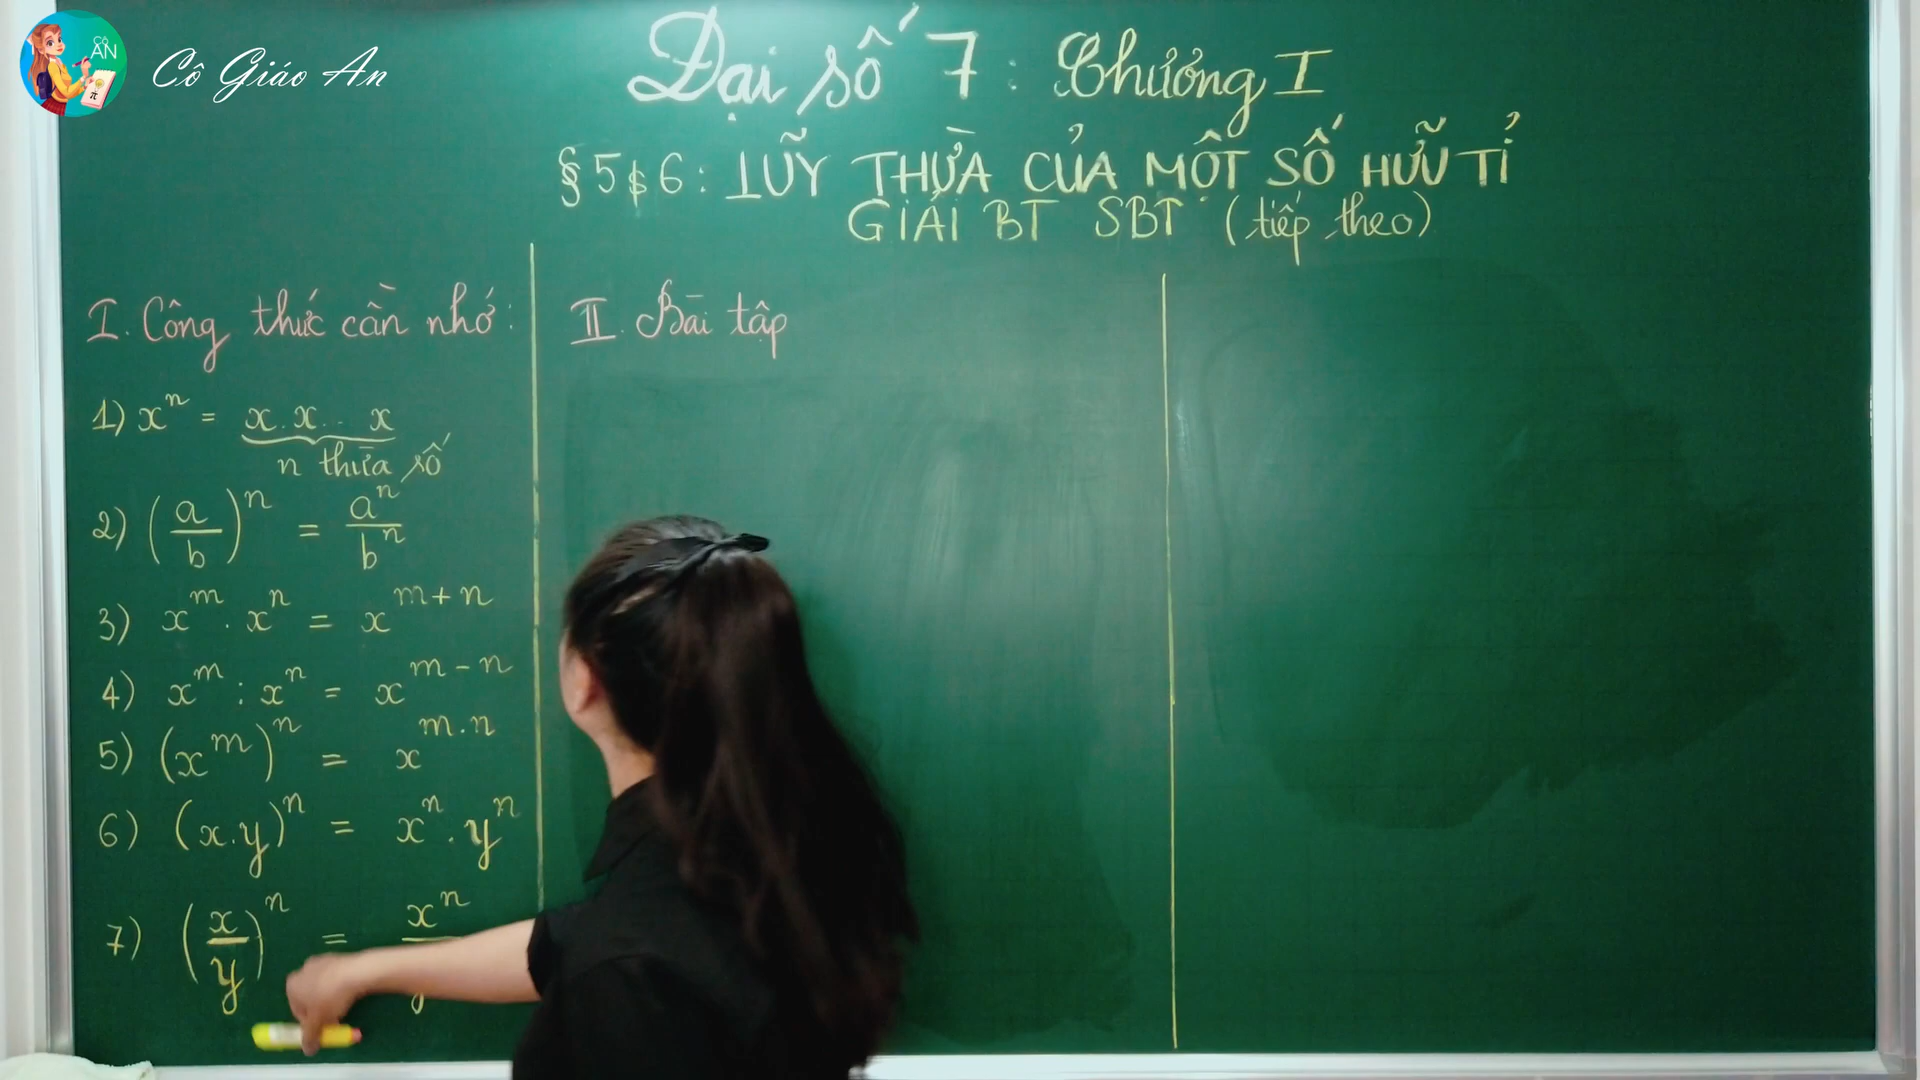 CÔ AN
Cô Giáo An
Đại số 7 : Chương I
§5&6: LŨY THỪA CỦA MỘT SỐ HỮU TỈ
GIẢI BT SBT (tiếp theo)
I. Công thức cần nhớ:
1) xⁿ = x.x... x
n thừa số
2) (a/b)ⁿ = aⁿ/bⁿ
3) xᵐ . xⁿ = xᵐ⁺ⁿ
4) xᵐ : xⁿ = xᵐ⁻ⁿ
5) (xᵐ)ⁿ = x^(m.n)
6) (x.y)ⁿ = xⁿ . yⁿ
7) (x/y)ⁿ = xⁿ/y
II. Bài tập